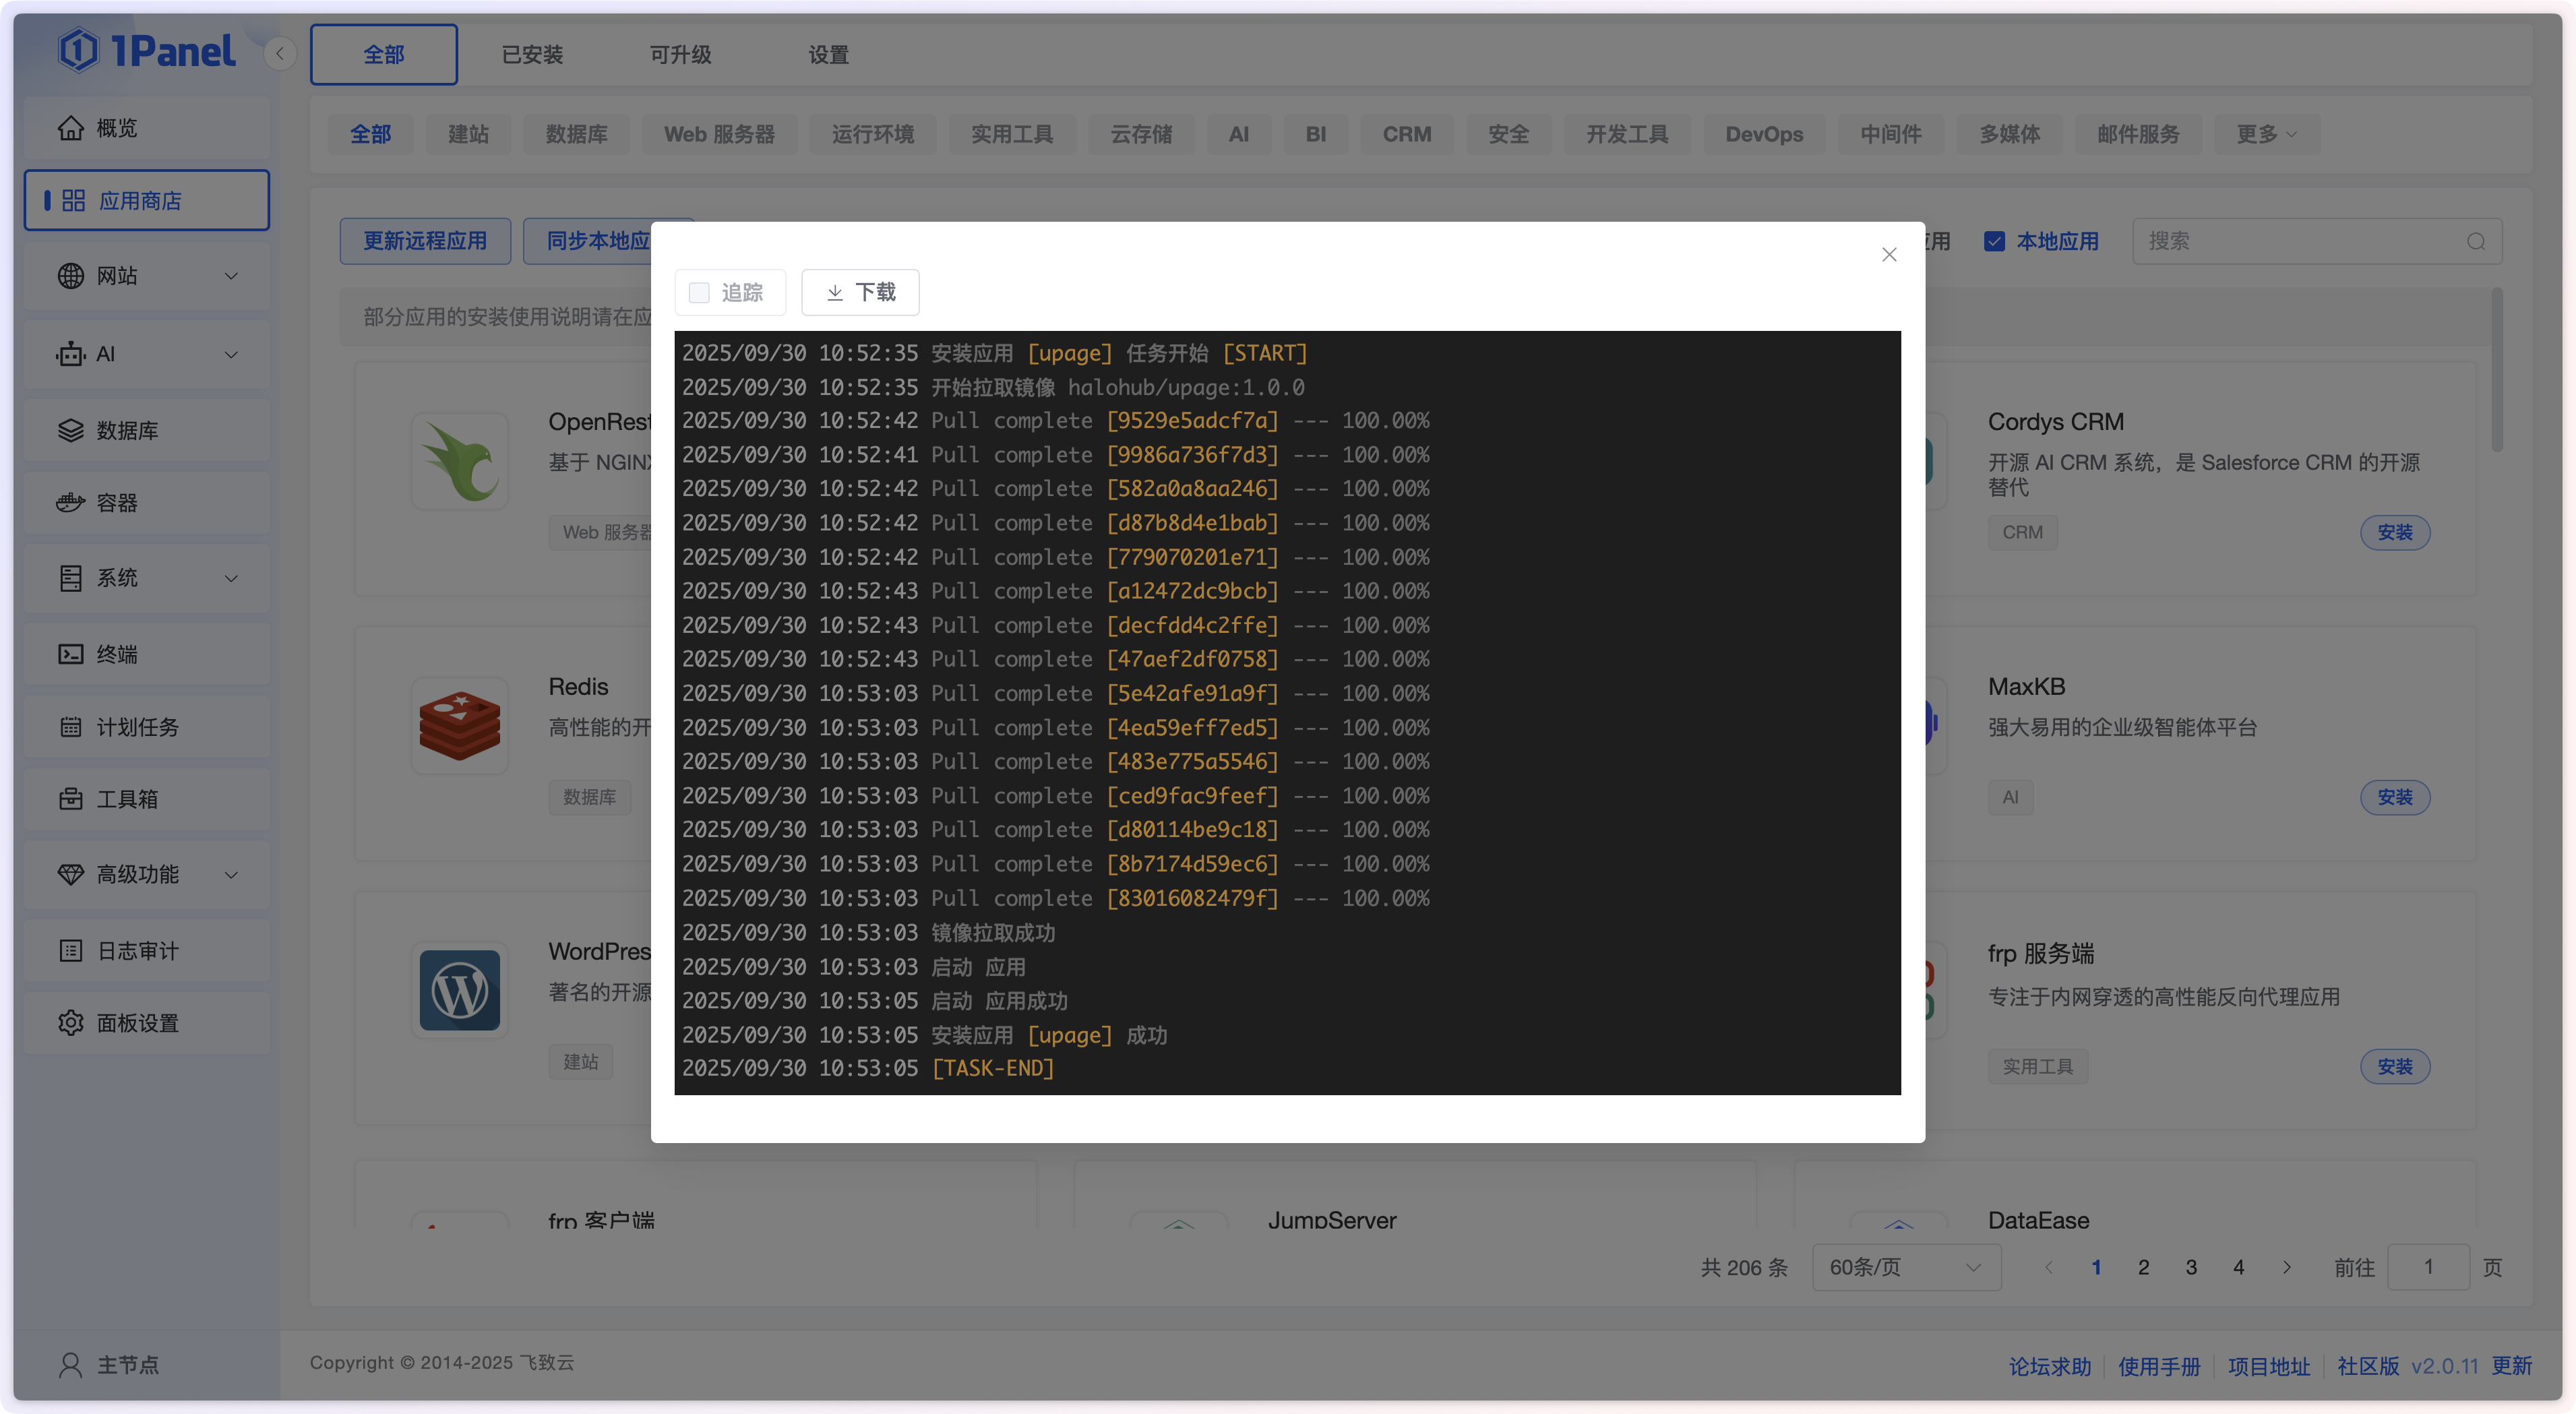 1Panel
全部 已安装 可升级 设置
概览
应用商店
网站
AI
数据库
容器
系统
终端
计划任务
工具箱
高级功能
日志审计
面板设置
主节点
全部 建站 数据库 Web 服务器 运行环境 实用工具 云存储 AI BI CRM 安全 开发工具 DevOps 中间件 多媒体 邮件服务 更多
更新远程应用 同步本地应 本地应用 搜索
部分应用的安装使用说明请在应
追踪 下载
2025/09/30 10:52:35 安装应用 [upage] 任务开始 [START]
2025/09/30 10:52:35 开始拉取镜像 halohub/upage:1.0.0
2025/09/30 10:52:42 Pull complete [9529e5adcf7a] --- 100.00%
2025/09/30 10:52:41 Pull complete [9986a736f7d3] --- 100.00%
2025/09/30 10:52:42 Pull complete [582a0a8aa246] --- 100.00%
2025/09/30 10:52:42 Pull complete [d87b8d4e1bab] --- 100.00%
2025/09/30 10:52:42 Pull complete [779070201e71] --- 100.00%
2025/09/30 10:52:43 Pull complete [a12472dc9bcb] --- 100.00%
2025/09/30 10:52:43 Pull complete [decfdd4c2ffe] --- 100.00%
2025/09/30 10:52:43 Pull complete [47aef2df0758] --- 100.00%
2025/09/30 10:53:03 Pull complete [5e42afe91a9f] --- 100.00%
2025/09/30 10:53:03 Pull complete [4ea59eff7ed5] --- 100.00%
2025/09/30 10:53:03 Pull complete [483e775a5546] --- 100.00%
2025/09/30 10:53:03 Pull complete [ced9fac9feef] --- 100.00%
2025/09/30 10:53:03 Pull complete [d80114be9c18] --- 100.00%
2025/09/30 10:53:03 Pull complete [8b7174d59ec6] --- 100.00%
2025/09/30 10:53:03 Pull complete [83016082479f] --- 100.00%
2025/09/30 10:53:03 镜像拉取成功
2025/09/30 10:53:03 启动 应用
2025/09/30 10:53:05 启动 应用成功
2025/09/30 10:53:05 安装应用 [upage] 成功
2025/09/30 10:53:05 [TASK-END]
OpenRest
基于 NGINX
Web 服务器
Cordys CRM
开源 AI CRM 系统，是 Salesforce CRM 的开源
替代
CRM 安装
Redis
高性能的开
数据库
MaxKB
强大易用的企业级智能体平台
AI 安装
WordPres
著名的开源
建站
frp 服务端
专注于内网穿透的高性能反向代理应用
实用工具 安装
frp 客户端 JumpServer DataEase
共 206 条 60条/页 1 2 3 4 前往 1 页
Copyright © 2014-2025 飞致云
论坛求助 使用手册 项目地址 社区版 v2.0.11 更新